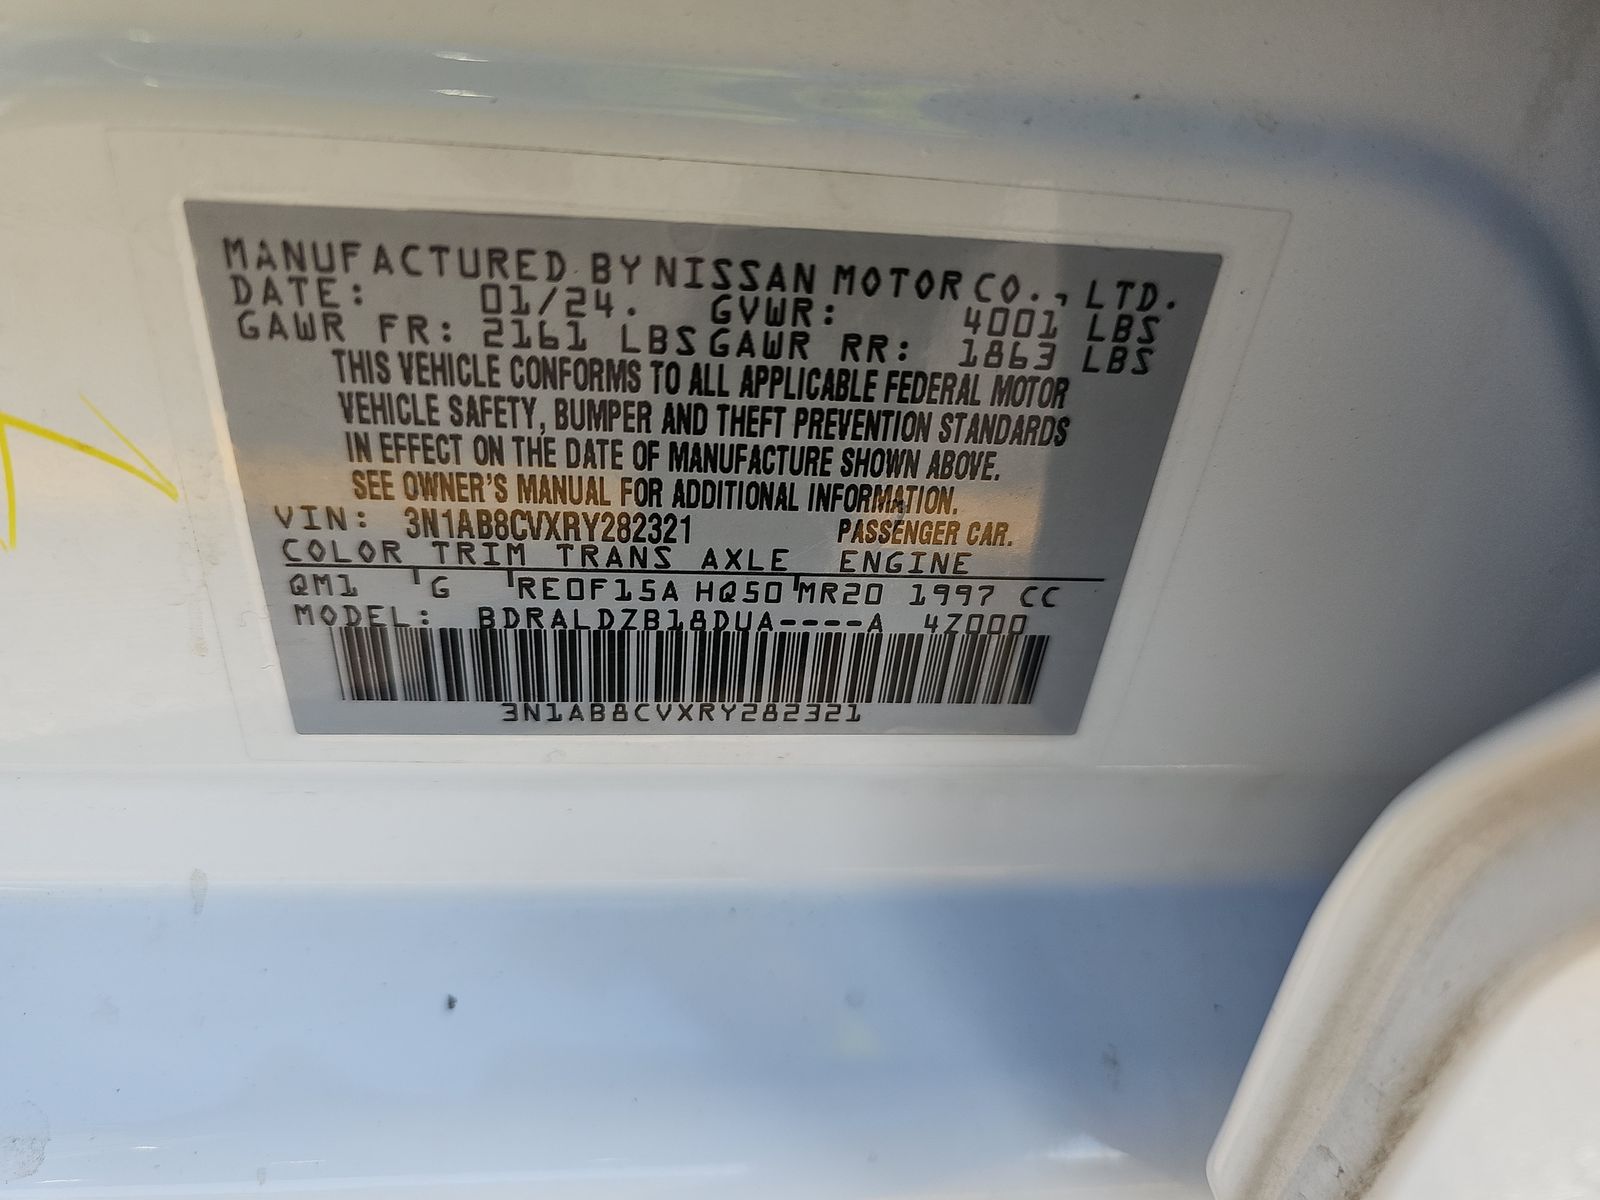 MANUFACTURED BY NISSAN MOTOR CO., LTD.
DATE: 01/24. GVWR: 4001 LBS
GAWR FR: 2161 LBS GAWR RR: 1863 LBS
THIS VEHICLE CONFORMS TO ALL APPLICABLE FEDERAL MOTOR
VEHICLE SAFETY, BUMPER AND THEFT PREVENTION STANDARDS
IN EFFECT ON THE DATE OF MANUFACTURE SHOWN ABOVE.
SEE OWNER'S MANUAL FOR ADDITIONAL INFORMATION.
VIN: 3N1AB8CVXRY282321 PASSENGER CAR.
COLOR TRIM TRANS AXLE ENGINE
QM1 G RE0F15A HQ50 MR20 1997 CC
MODEL: BDRALDZB18DUA----A 4Z000
3N1AB8CVXRY282321